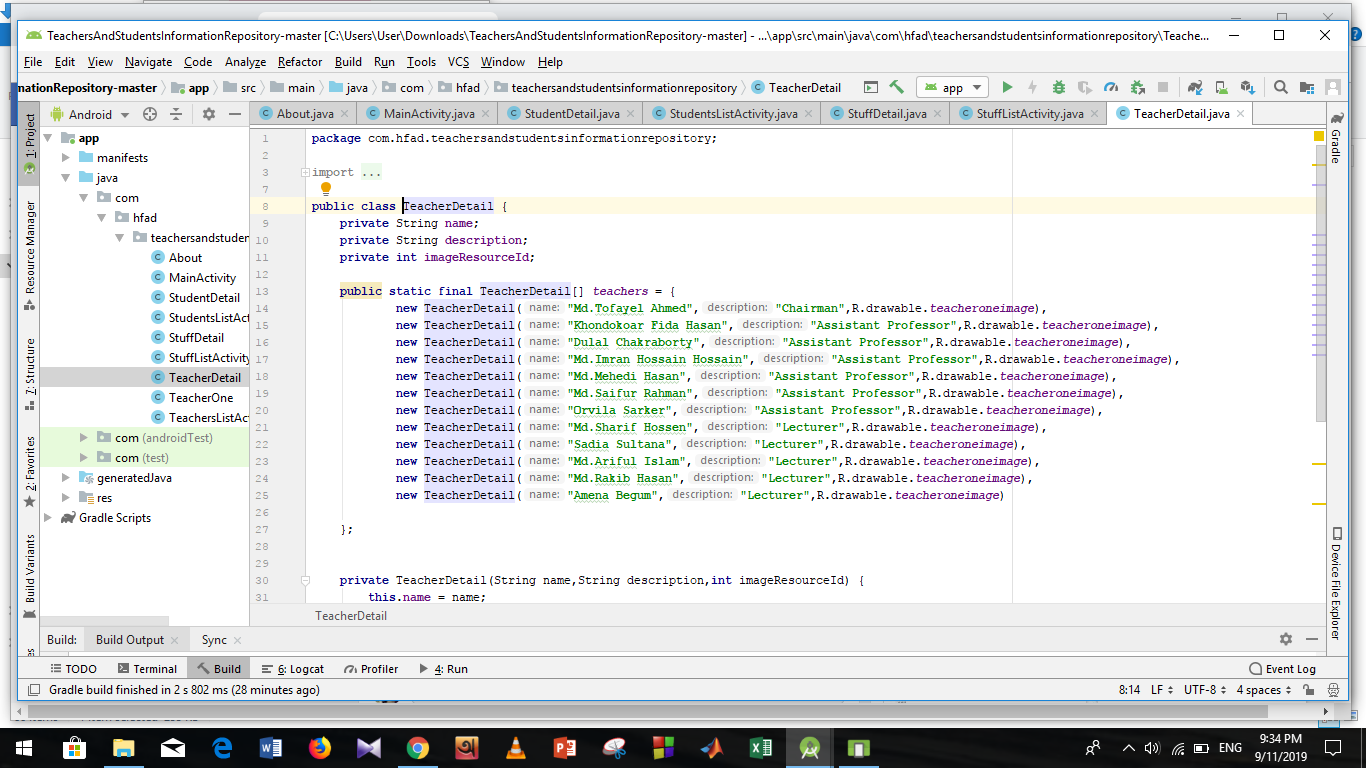 TeachersAndStudentsInformationRepository-master [C:\Users\User\Downloads\TeachersAndStudentsInformationRepository-master] - ...\app\src\main\java\com\hfad\teachersandstudentsinformationrepository\Teache...
File Edit View Navigate Code Analyze Refactor Build Run Tools VCS Window Help
mationRepository-master app src main java com hfad teachersandstudentsinformationrepository TeacherDetail app
Android About.java MainActivity.java StudentDetail.java StudentsListActivity.java StuffDetail.java StuffListActivity.java TeacherDetail.java
1: Project
Resource Manager
7: Structure
2: Favorites
Build Variants
app
manifests
java
com
hfad
teachersandstuden
About
MainActivity
StudentDetail
StudentsListAct
StuffDetail
StuffListActivity
TeacherDetail
TeacherOne
TeachersListAct
com (androidTest)
com (test)
generatedJava
res
Gradle Scripts
1 package com.hfad.teachersandstudentsinformationrepository;
2
3 import ...
7
8 public class TeacherDetail {
9 private String name;
10 private String description;
11 private int imageResourceId;
12
13 public static final TeacherDetail[] teachers = {
14 new TeacherDetail( name: "Md.Tofayel Ahmed", description: "Chairman",R.drawable.teacheroneimage),
15 new TeacherDetail( name: "Khondokoar Fida Hasan", description: "Assistant Professor",R.drawable.teacheroneimage),
16 new TeacherDetail( name: "Dulal Chakraborty", description: "Assistant Professor",R.drawable.teacheroneimage),
17 new TeacherDetail( name: "Md.Imran Hossain Hossain", description: "Assistant Professor",R.drawable.teacheroneimage),
18 new TeacherDetail( name: "Md.Mehedi Hasan", description: "Assistant Professor",R.drawable.teacheroneimage),
19 new TeacherDetail( name: "Md.Saifur Rahman", description: "Assistant Professor",R.drawable.teacheroneimage),
20 new TeacherDetail( name: "Orvila Sarker", description: "Assistant Professor",R.drawable.teacheroneimage),
21 new TeacherDetail( name: "Md.Sharif Hossen", description: "Lecturer",R.drawable.teacheroneimage),
22 new TeacherDetail( name: "Sadia Sultana", description: "Lecturer",R.drawable.teacheroneimage),
23 new TeacherDetail( name: "Md.Ariful Islam", description: "Lecturer",R.drawable.teacheroneimage),
24 new TeacherDetail( name: "Md.Rakib Hasan", description: "Lecturer",R.drawable.teacheroneimage),
25 new TeacherDetail( name: "Amena Begum", description: "Lecturer",R.drawable.teacheroneimage)
26
27 };
28
29
30 private TeacherDetail(String name,String description,int imageResourceId) {
31 this.name = name;
TeacherDetail
Gradle
Device File Explorer
Build: Build Output Sync
TODO Terminal Build 6: Logcat Profiler 4: Run Event Log
Gradle build finished in 2 s 802 ms (28 minutes ago) 8:14 LF UTF-8 4 spaces
ENG
9:34 PM
9/11/2019